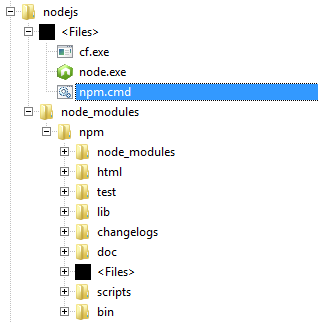 nodejs
<Files>
cf.exe
node.exe
npm.cmd
node_modules
npm
node_modules
html
test
lib
changelogs
doc
<Files>
scripts
bin